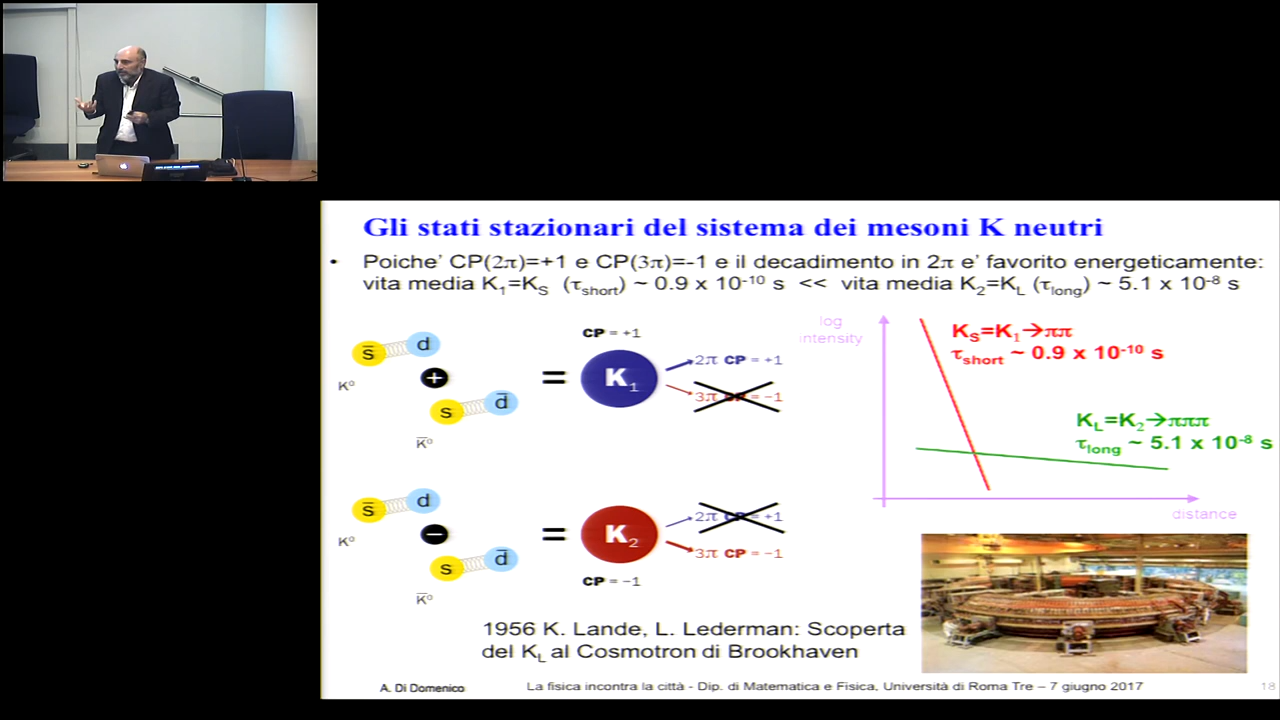 Gli stati stazionari del sistema dei mesoni K neutri
• Poiche' CP(2π)=+1 e CP(3π)=-1 e il decadimento in 2π e' favorito energeticamente:
vita media K₁=K_S (τ_short) ~ 0.9 x 10⁻¹⁰ s << vita media K₂=K_L (τ_long) ~ 5.1 x 10⁻⁸ s
s̅ d
K⁰
+
s d̅
K̅⁰
=
CP = +1
K₁
2π CP = +1
3π CP = −1
s̅ d
K⁰
−
s d̅
K̅⁰
=
K₂
CP = −1
2π CP = +1
3π CP = −1
log
intensity
K_S=K₁→ππ
τ_short ~ 0.9 x 10⁻¹⁰ s
K_L=K₂→πππ
τ_long ~ 5.1 x 10⁻⁸ s
distance
1956 K. Lande, L. Lederman: Scoperta
del K_L al Cosmotron di Brookhaven
A. Di Domenico
La fisica incontra la città - Dip. di Matematica e Fisica, Università di Roma Tre – 7 giugno 2017
18